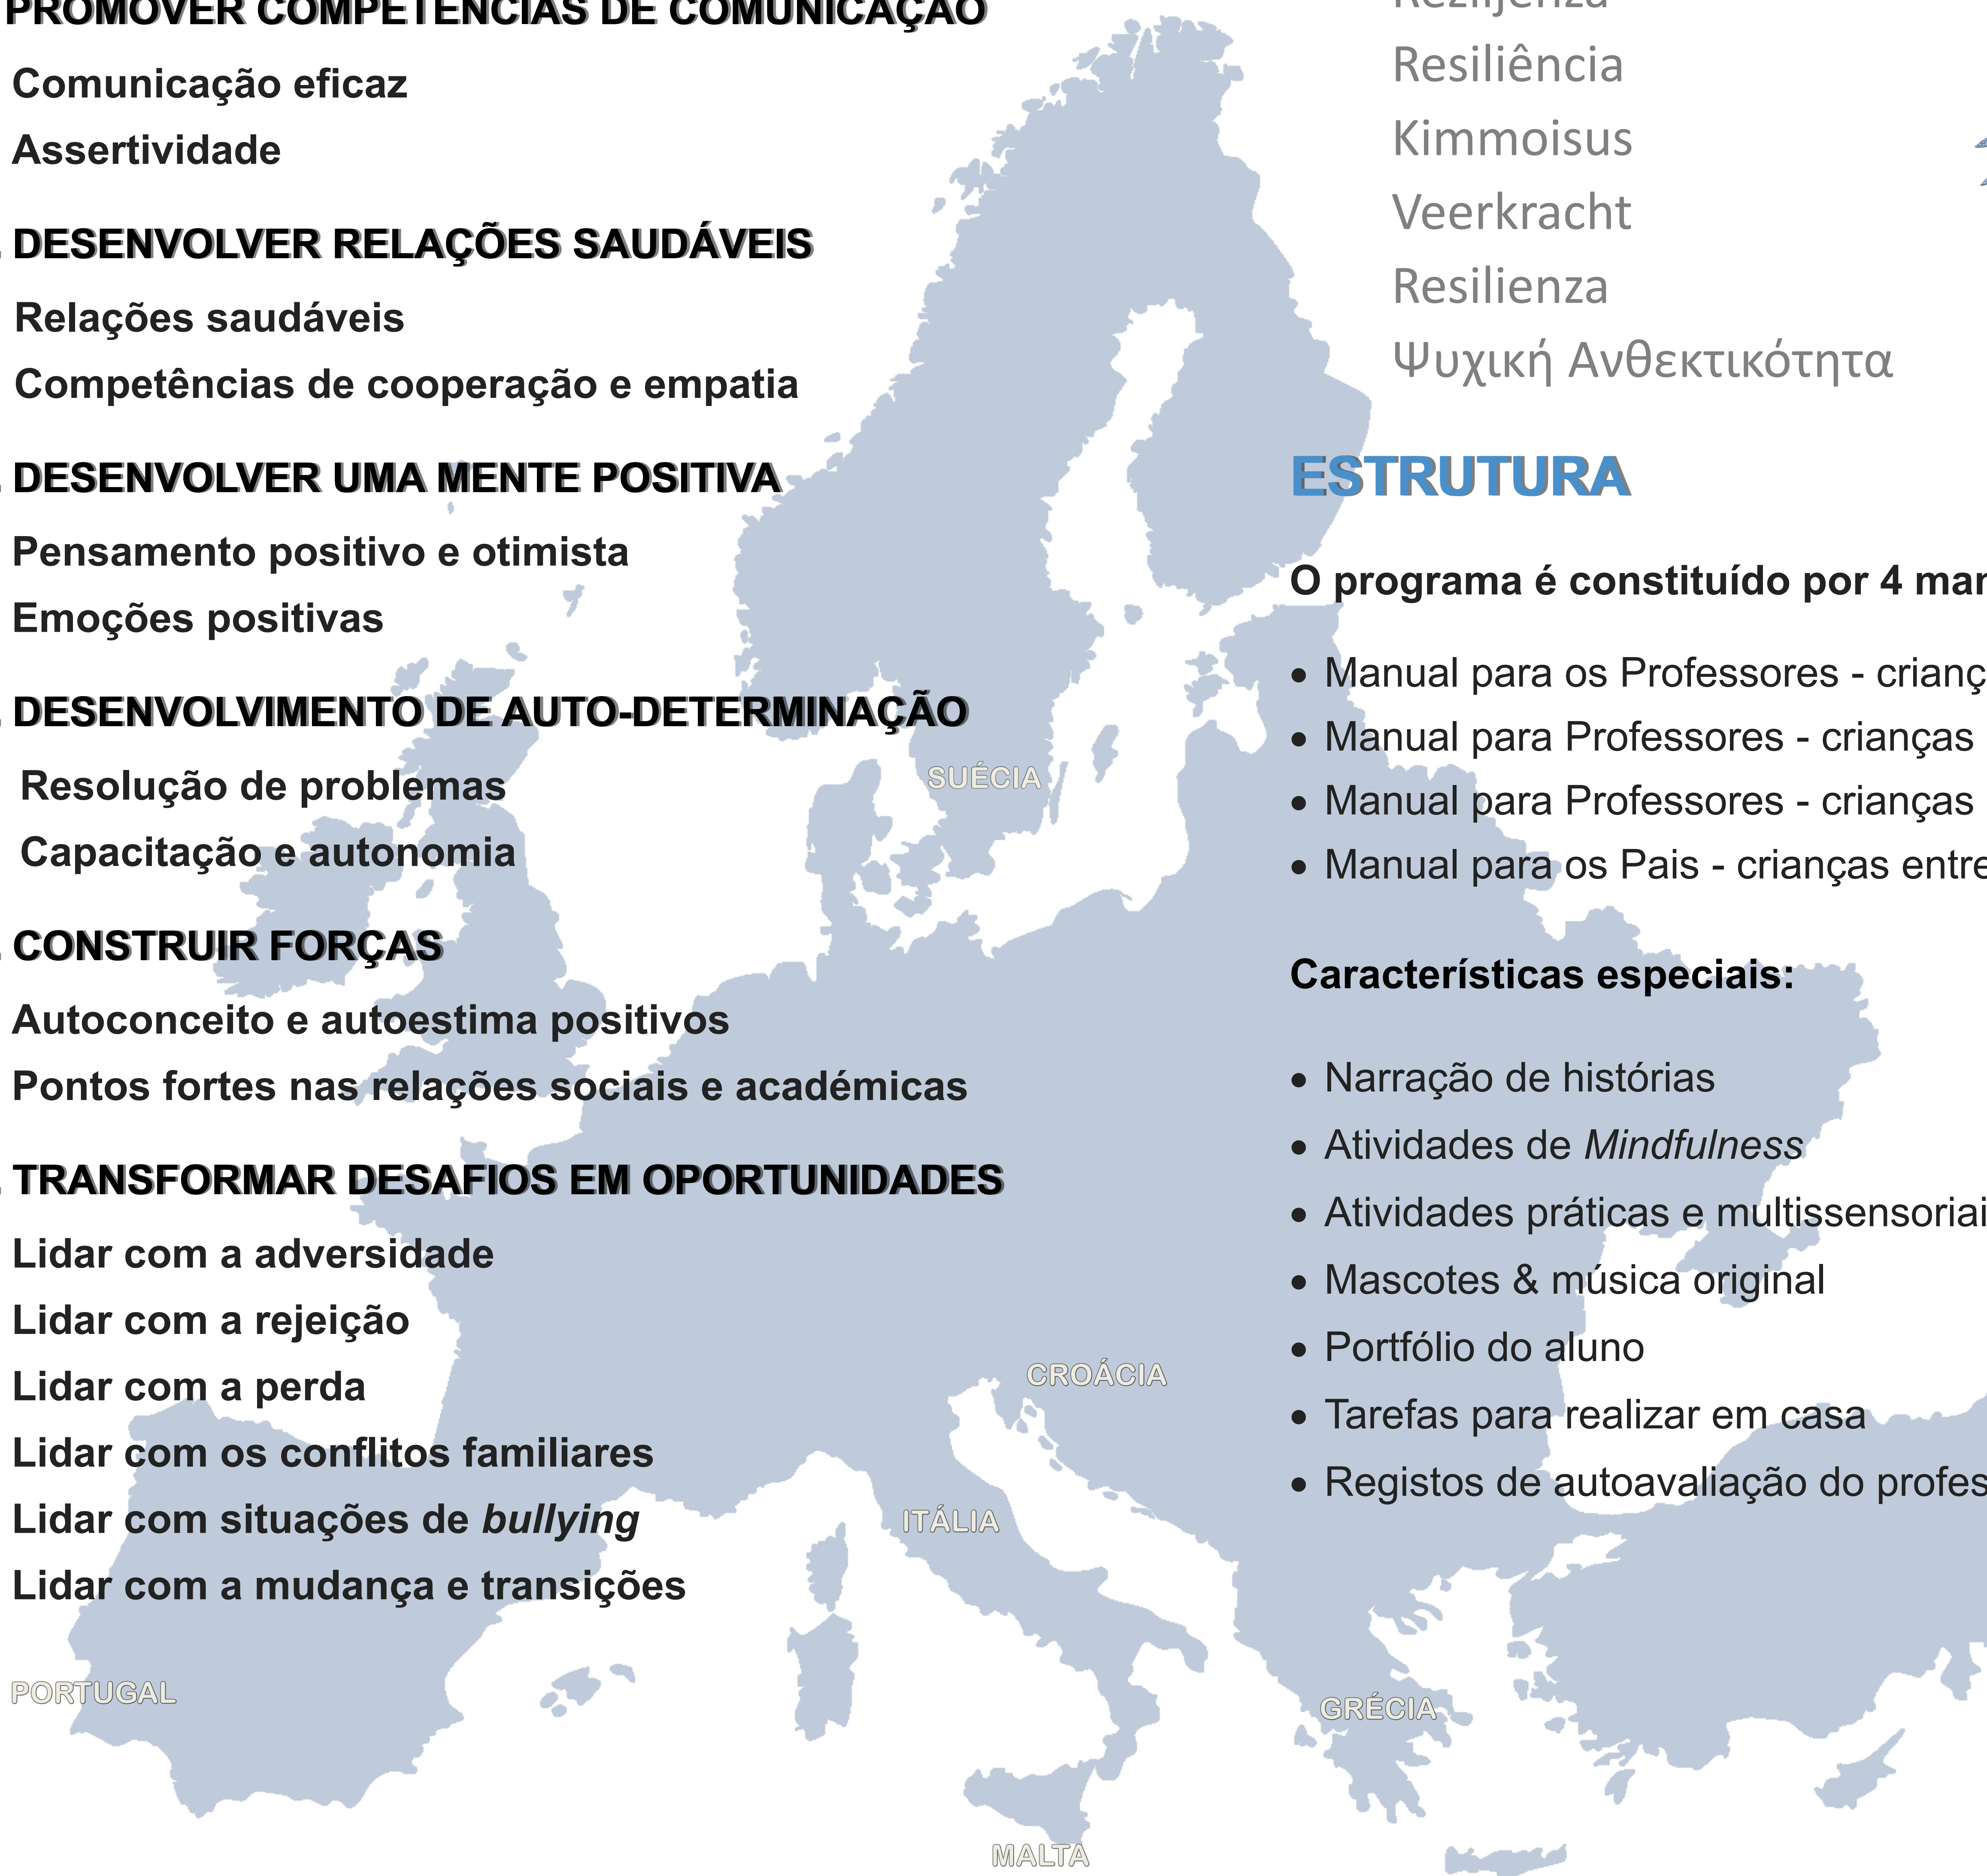 PROMOVER COMPETÊNCIAS DE COMUNICAÇÃO
Comunicação eficaz
Assertividade
. DESENVOLVER RELAÇÕES SAUDÁVEIS
Relações saudáveis
Competências de cooperação e empatia
. DESENVOLVER UMA MENTE POSITIVA
Pensamento positivo e otimista
Emoções positivas
. DESENVOLVIMENTO DE AUTO-DETERMINAÇÃO
Resolução de problemas
Capacitação e autonomia
. CONSTRUIR FORÇAS
Autoconceito e autoestima positivos
Pontos fortes nas relações sociais e académicas
. TRANSFORMAR DESAFIOS EM OPORTUNIDADES
Lidar com a adversidade
Lidar com a rejeição
Lidar com a perda
Lidar com os conflitos familiares
Lidar com situações de bullying
Lidar com a mudança e transições
SUÉCIA
CROÁCIA
ITÁLIA
PORTUGAL
GRÉCIA
MALTA
Resiliência
Kimmoisus
Veerkracht
Resilienza
Ψυχική Ανθεκτικότητα
ESTRUTURA
O programa é constituído por 4
• Manual para os Professores -
• Manual para Professores - crianças
• Manual para Professores - crianças
• Manual para os Pais - crianças entre
Características especiais:
• Narração de histórias
• Atividades de Mindfulness
• Atividades práticas e
• Mascotes & música original
• Portfólio do aluno
• Tarefas para realizar em casa
• Registos de autoavaliação do